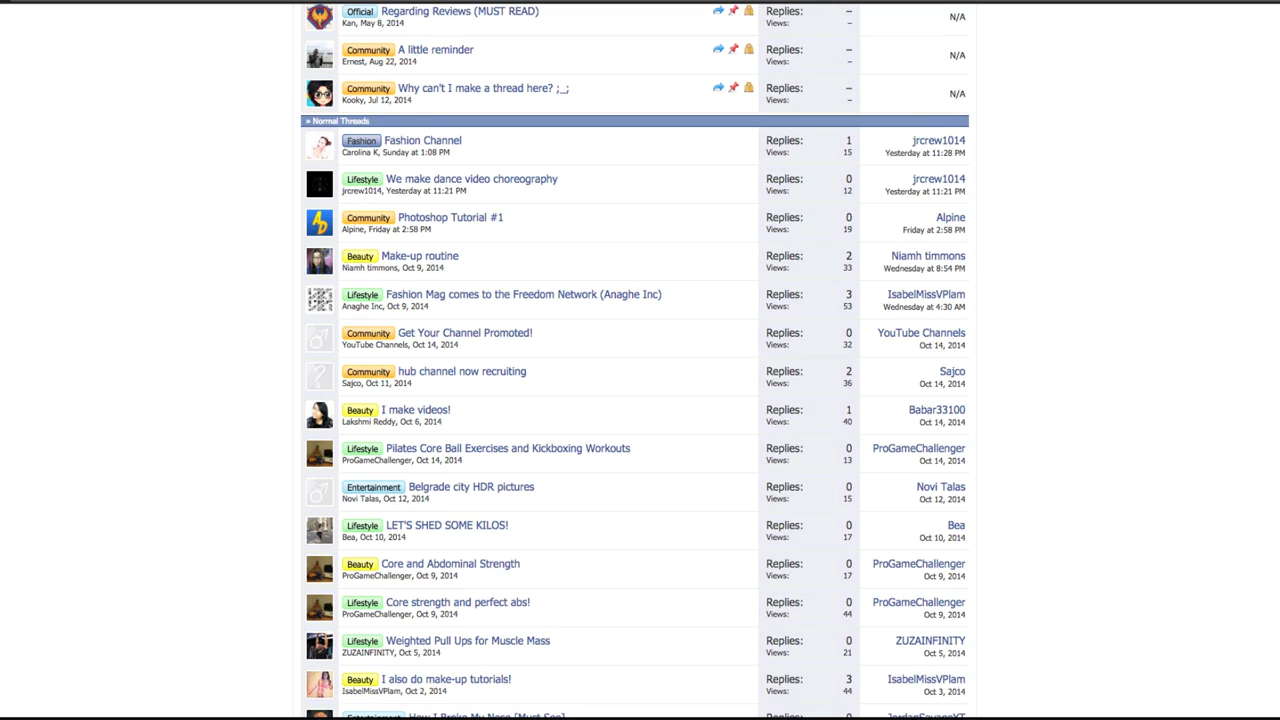 Official Regarding Reviews (MUST READ) Replies: --
Kan, May 8, 2014 Views: -- N/A
Community A little reminder Replies: --
Ernest, Aug 22, 2014 Views: -- N/A
Community Why can't I make a thread here? ;_; Replies: --
Kooky, Jul 12, 2014 Views: -- N/A
» Normal Threads
Fashion Fashion Channel Replies: 1 jrcrew1014
Carolina K, Sunday at 1:08 PM Views: 15 Yesterday at 11:28 PM
Lifestyle We make dance video choreography Replies: 0 jrcrew1014
jrcrew1014, Yesterday at 11:21 PM Views: 12 Yesterday at 11:21 PM
Community Photoshop Tutorial #1 Replies: 0 Alpine
Alpine, Friday at 2:58 PM Views: 19 Friday at 2:58 PM
Beauty Make-up routine Replies: 2 Niamh timmons
Niamh timmons, Oct 9, 2014 Views: 33 Wednesday at 8:54 PM
Lifestyle Fashion Mag comes to the Freedom Network (Anaghe Inc) Replies: 3 IsabelMissVPlam
Anaghe Inc, Oct 9, 2014 Views: 53 Wednesday at 4:30 AM
Community Get Your Channel Promoted! Replies: 0 YouTube Channels
YouTube Channels, Oct 14, 2014 Views: 32 Oct 14, 2014
Community hub channel now recruiting Replies: 2 Sajco
Sajco, Oct 11, 2014 Views: 36 Oct 14, 2014
Beauty I make videos! Replies: 1 Babar33100
Lakshmi Reddy, Oct 6, 2014 Views: 40 Oct 14, 2014
Lifestyle Pilates Core Ball Exercises and Kickboxing Workouts Replies: 0 ProGameChallenger
ProGameChallenger, Oct 14, 2014 Views: 13 Oct 14, 2014
Entertainment Belgrade city HDR pictures Replies: 0 Novi Talas
Novi Talas, Oct 12, 2014 Views: 15 Oct 12, 2014
Lifestyle LET'S SHED SOME KILOS! Replies: 0 Bea
Bea, Oct 10, 2014 Views: 17 Oct 10, 2014
Beauty Core and Abdominal Strength Replies: 0 ProGameChallenger
ProGameChallenger, Oct 9, 2014 Views: 17 Oct 9, 2014
Lifestyle Core strength and perfect abs! Replies: 0 ProGameChallenger
ProGameChallenger, Oct 9, 2014 Views: 44 Oct 9, 2014
Lifestyle Weighted Pull Ups for Muscle Mass Replies: 0 ZUZAINFINITY
ZUZAINFINITY, Oct 5, 2014 Views: 21 Oct 5, 2014
Beauty I also do make-up tutorials! Replies: 3 IsabelMissVPlam
IsabelMissVPlam, Oct 2, 2014 Views: 44 Oct 3, 2014
Entertainment How I Broke My Nose [Must See] Replies: JordanSavageYT